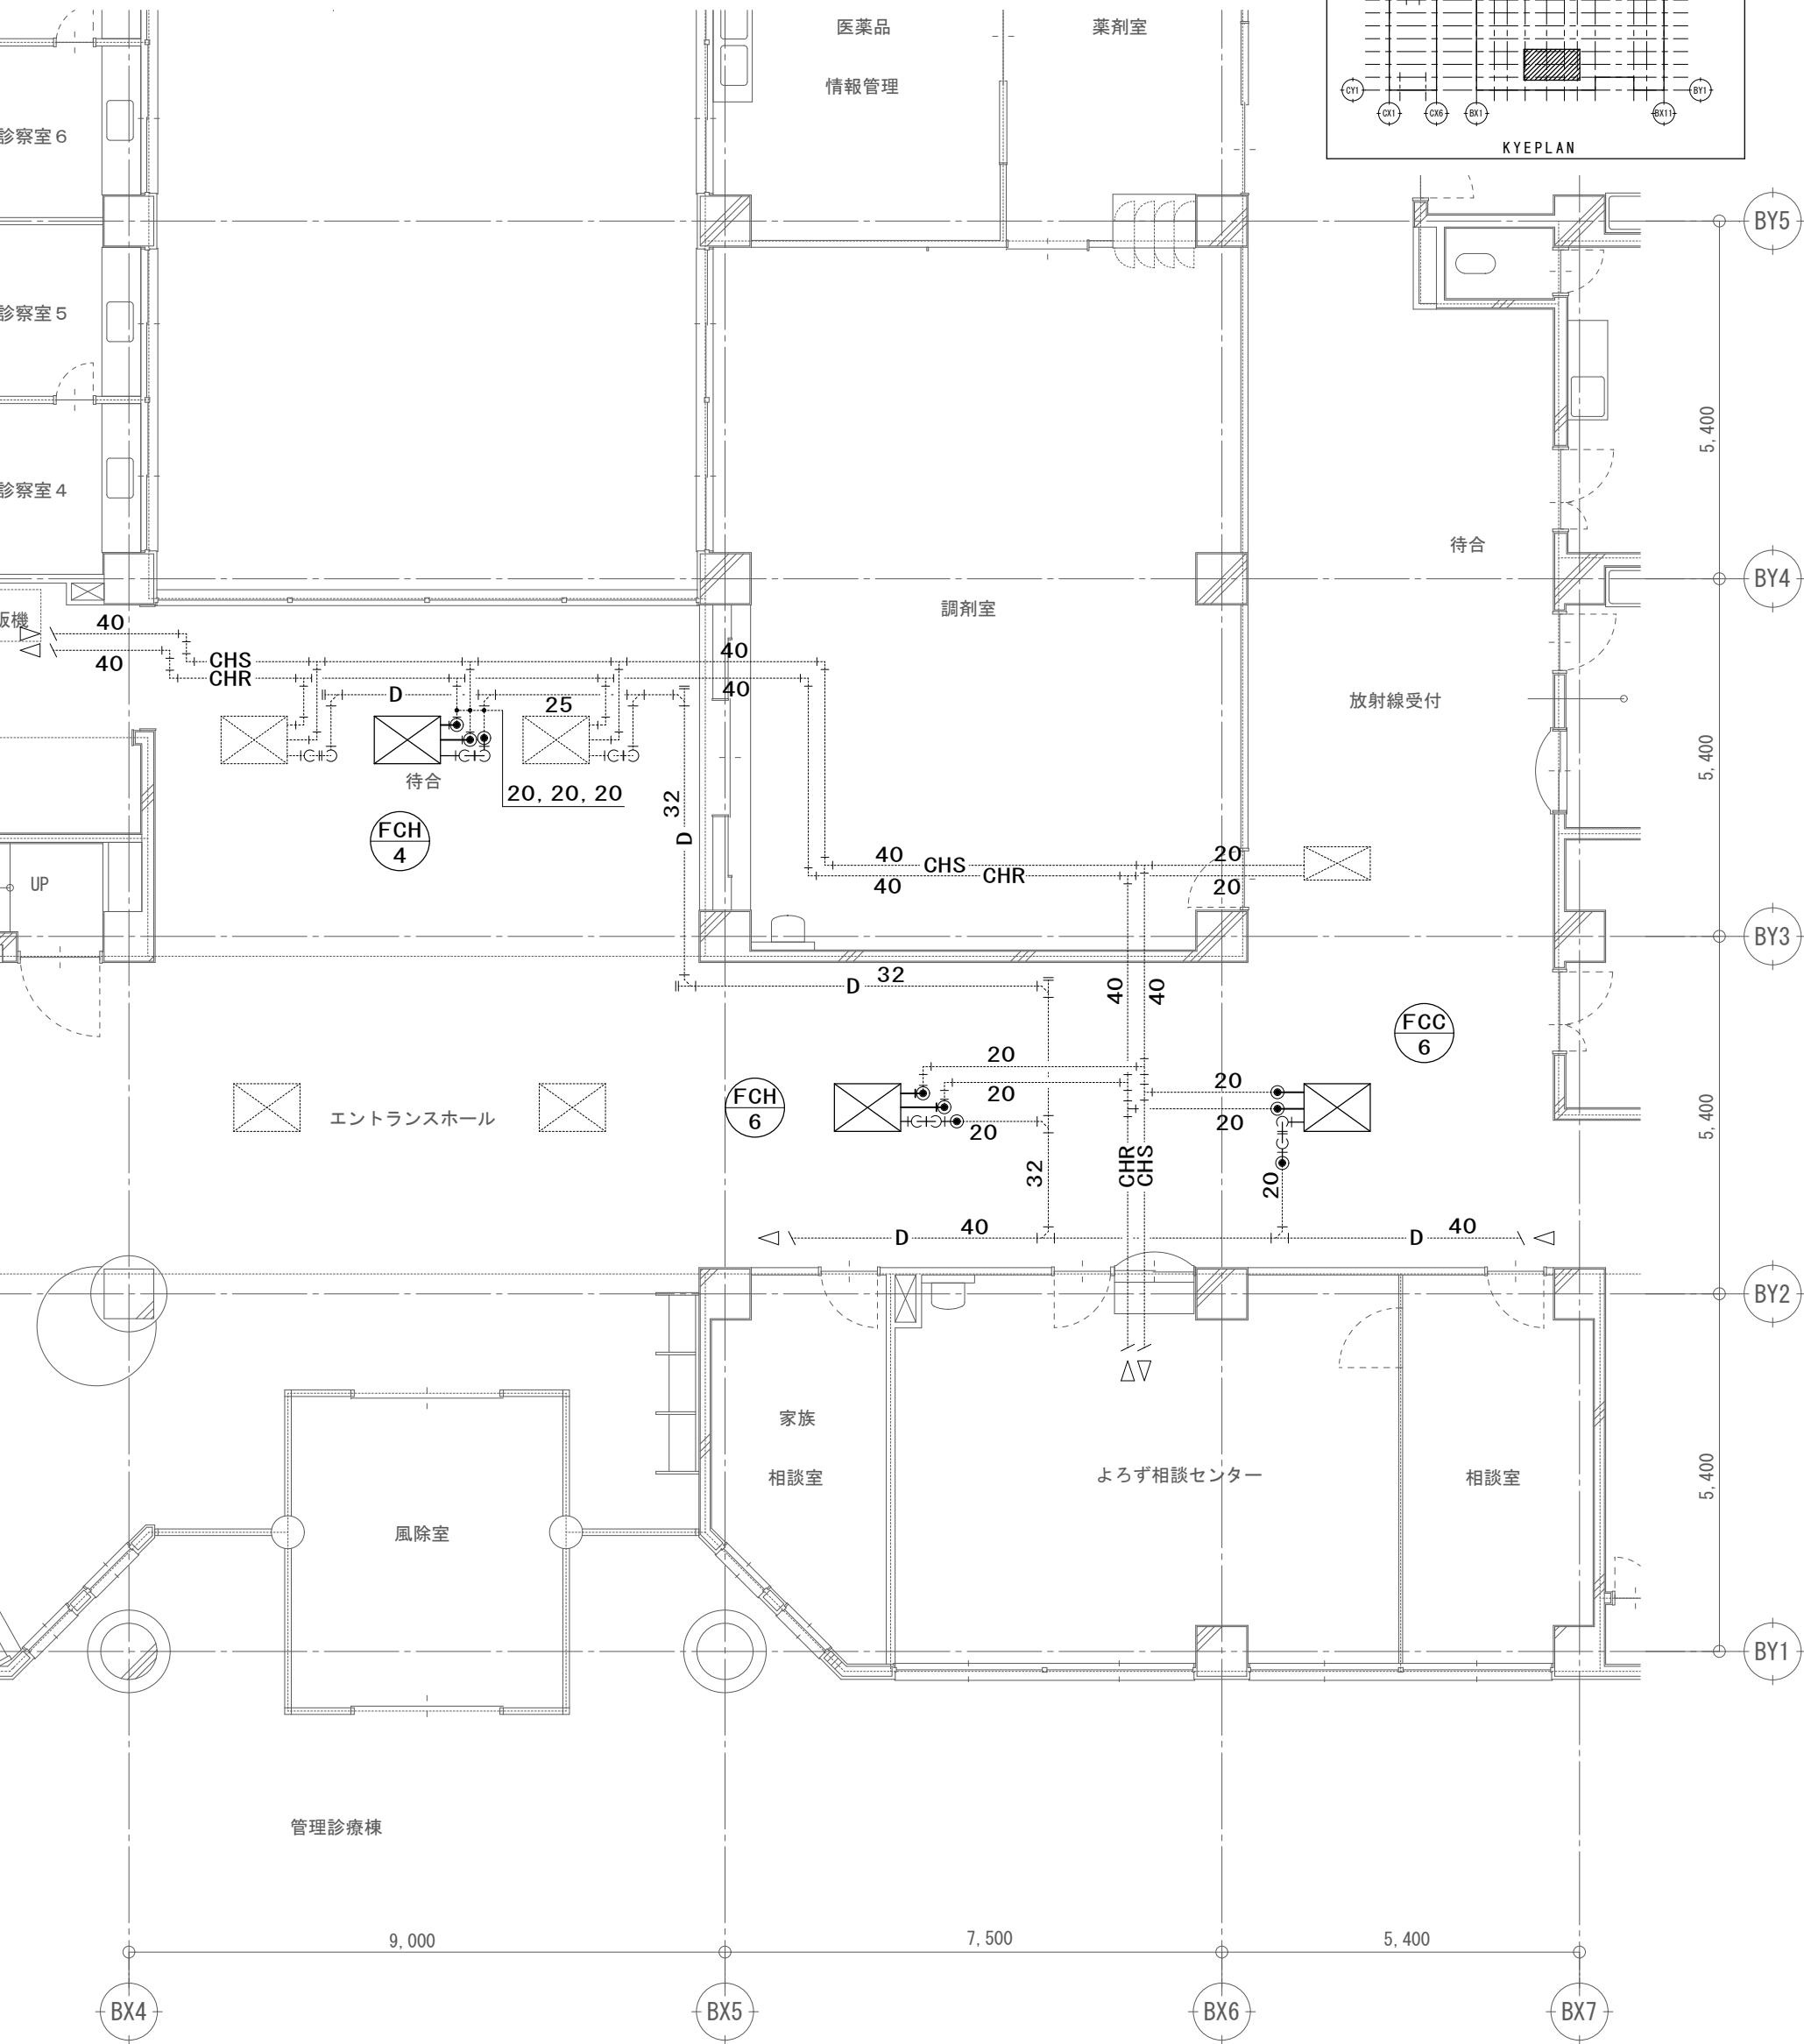 医薬品
情報管理
薬剤室
CY1
BY1
CX1
CX6
BX1
BX11
KYEPLAN
診察室6
BY5
診察室5
5,400
診察室4
待合
BY4
調剤室
販機
40
40
CHS
CHR
40
40
D
25
放射線受付
待合
20, 20, 20
5,400
32
D
FCH
4
40
CHS
CHR
20
40
20
UP
BY3
D
32
40
40
FCC
6
20
20
FCH
6
20
20
20
エントランスホール
5,400
32
CHR
CHS
20
D
40
D
40
BY2
家族
相談室
よろず相談センター
相談室
5,400
風除室
BY1
管理診療棟
9,000
7,500
5,400
BX4
BX5
BX6
BX7